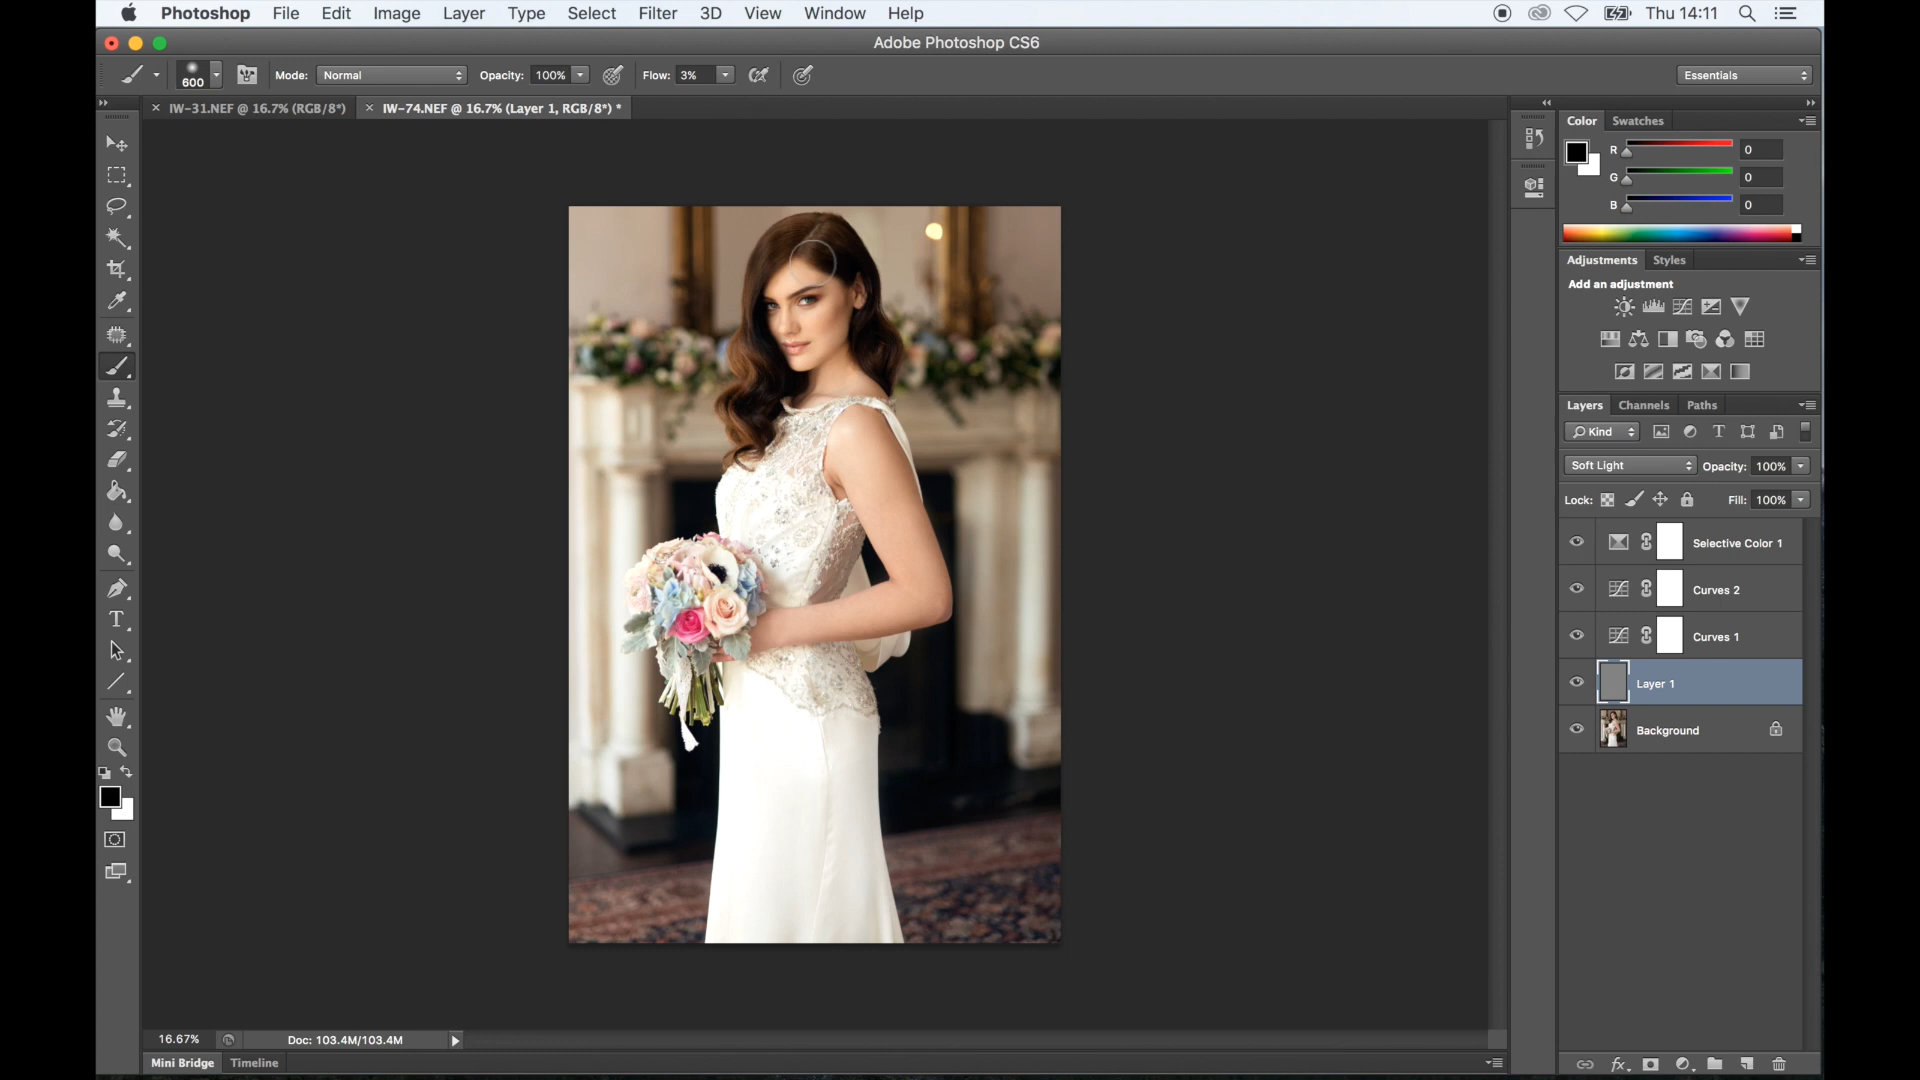 Photoshop File Edit Image Layer Type Select Filter 3D View Window Help Thu 14:11
Adobe Photoshop CS6
600 Mode: Normal Opacity: 100% Flow: 3% Essentials
× IW-31.NEF @ 16.7% (RGB/8*) × IW-74.NEF @ 16.7% (Layer 1, RGB/8*) *
Color Swatches
R 0
G 0
B 0
Adjustments Styles
Add an adjustment
Layers Channels Paths
Kind
Soft Light Opacity: 100%
Lock: Fill: 100%
Selective Color 1
Curves 2
Curves 1
Layer 1
Background
16.67% Doc: 103.4M/103.4M
Mini Bridge Timeline